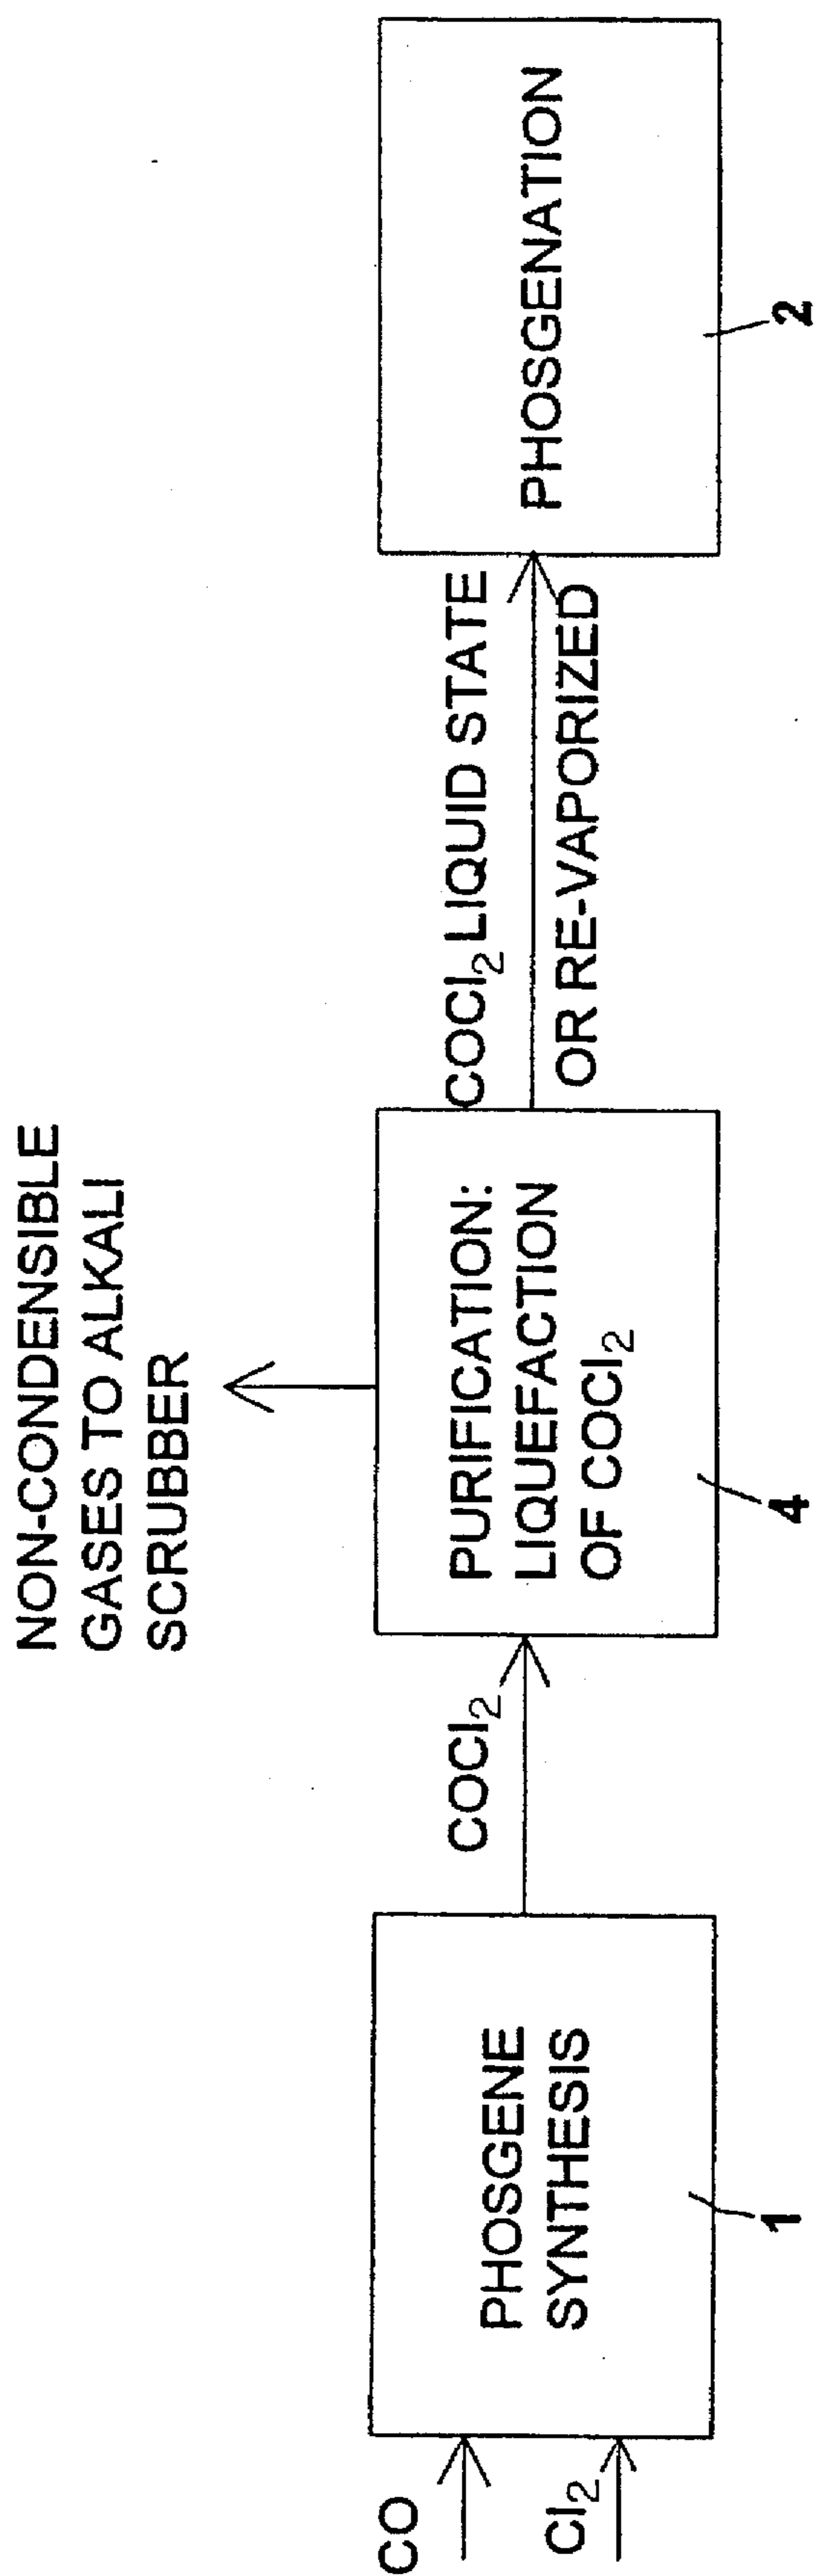 CO
Cl2
PHOSGENE
SYNTHESIS
1
COCl2
NON-CONDENSIBLE
GASES TO ALKALI
SCRUBBER
PURIFICATION:
LIQUEFACTION
OF COCl2
4
COCl2 LIQUID STATE
OR RE-VAPORIZED
PHOSGENATION
2